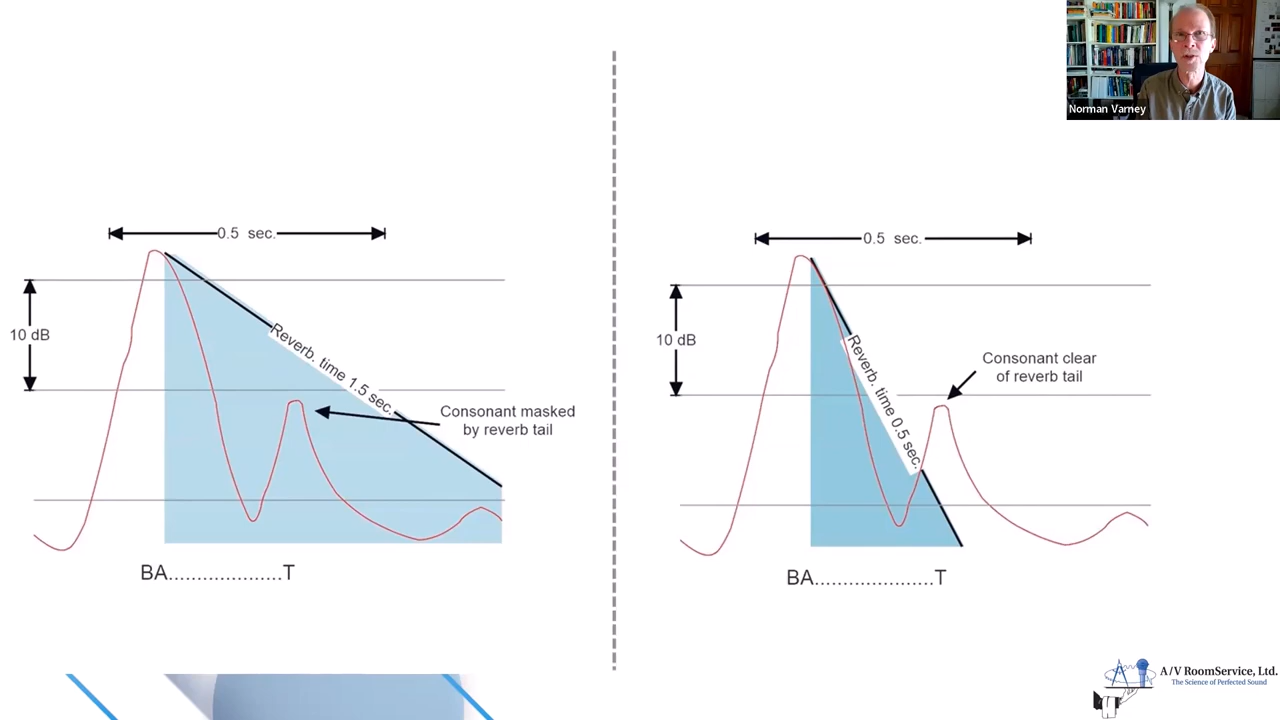 Norman Varney
0.5 sec.
10 dB
Reverb. time 1.5 sec.
Consonant masked
by reverb tail
BA....................T
0.5 sec.
10 dB
Reverb. time 0.5 sec.
Consonant clear
of reverb tail
BA.....................T
A/V RoomService, Ltd.
The Science of Perfected Sound